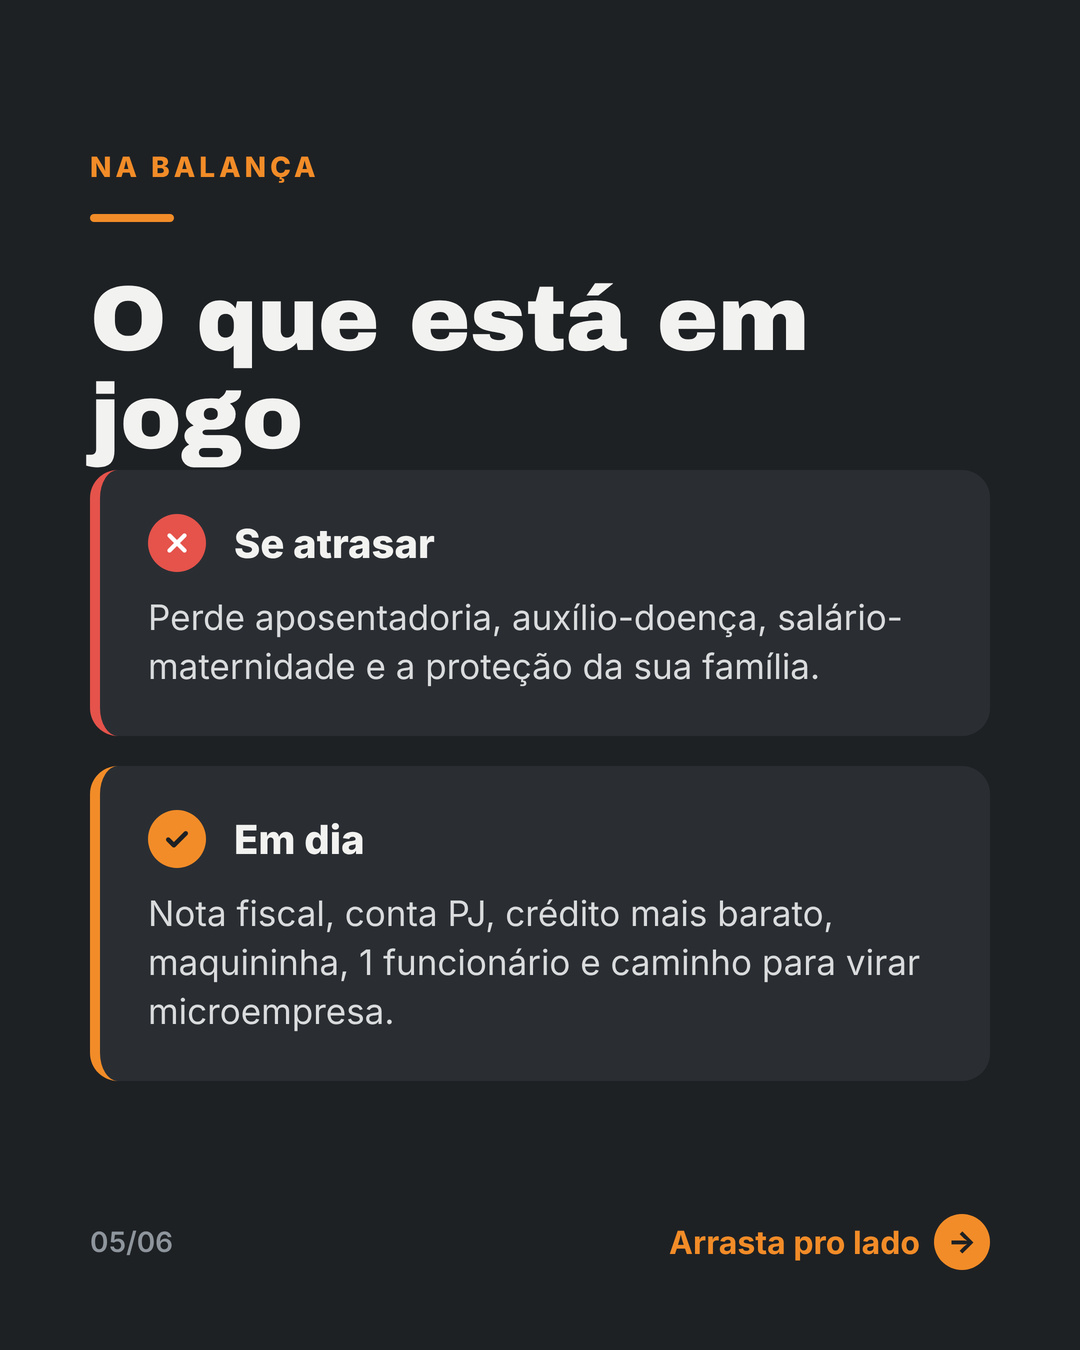 NA BALANÇA
O que está em
jogo
Se atrasar
Perde aposentadoria, auxílio-doença, salário-
maternidade e a proteção da sua família.
Em dia
Nota fiscal, conta PJ, crédito mais barato,
maquininha, 1 funcionário e caminho para virar
microempresa.
05/06
Arrasta pro lado